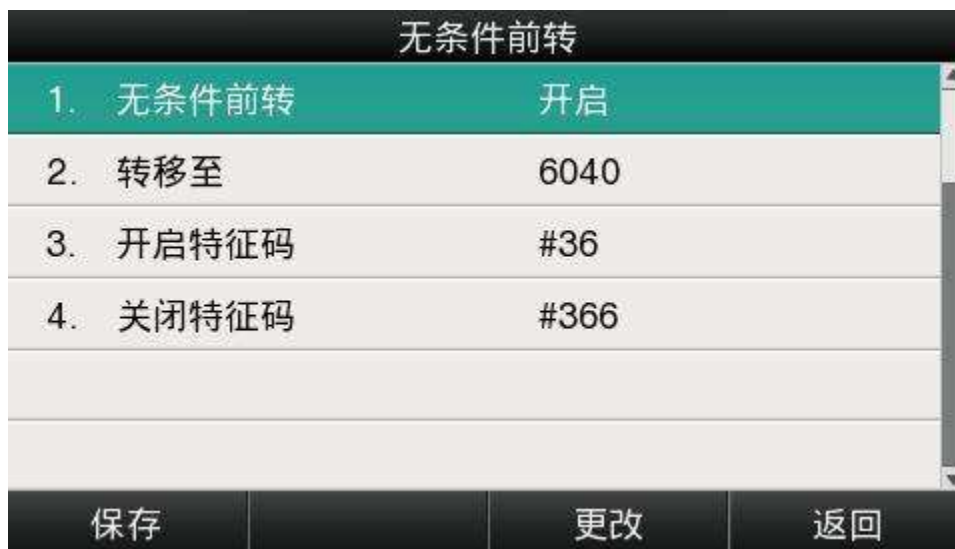 无条件前转
1. 无条件前转 开启
2. 转移至 6040
3. 开启特征码 #36
4. 关闭特征码 #366
保存 更改 返回